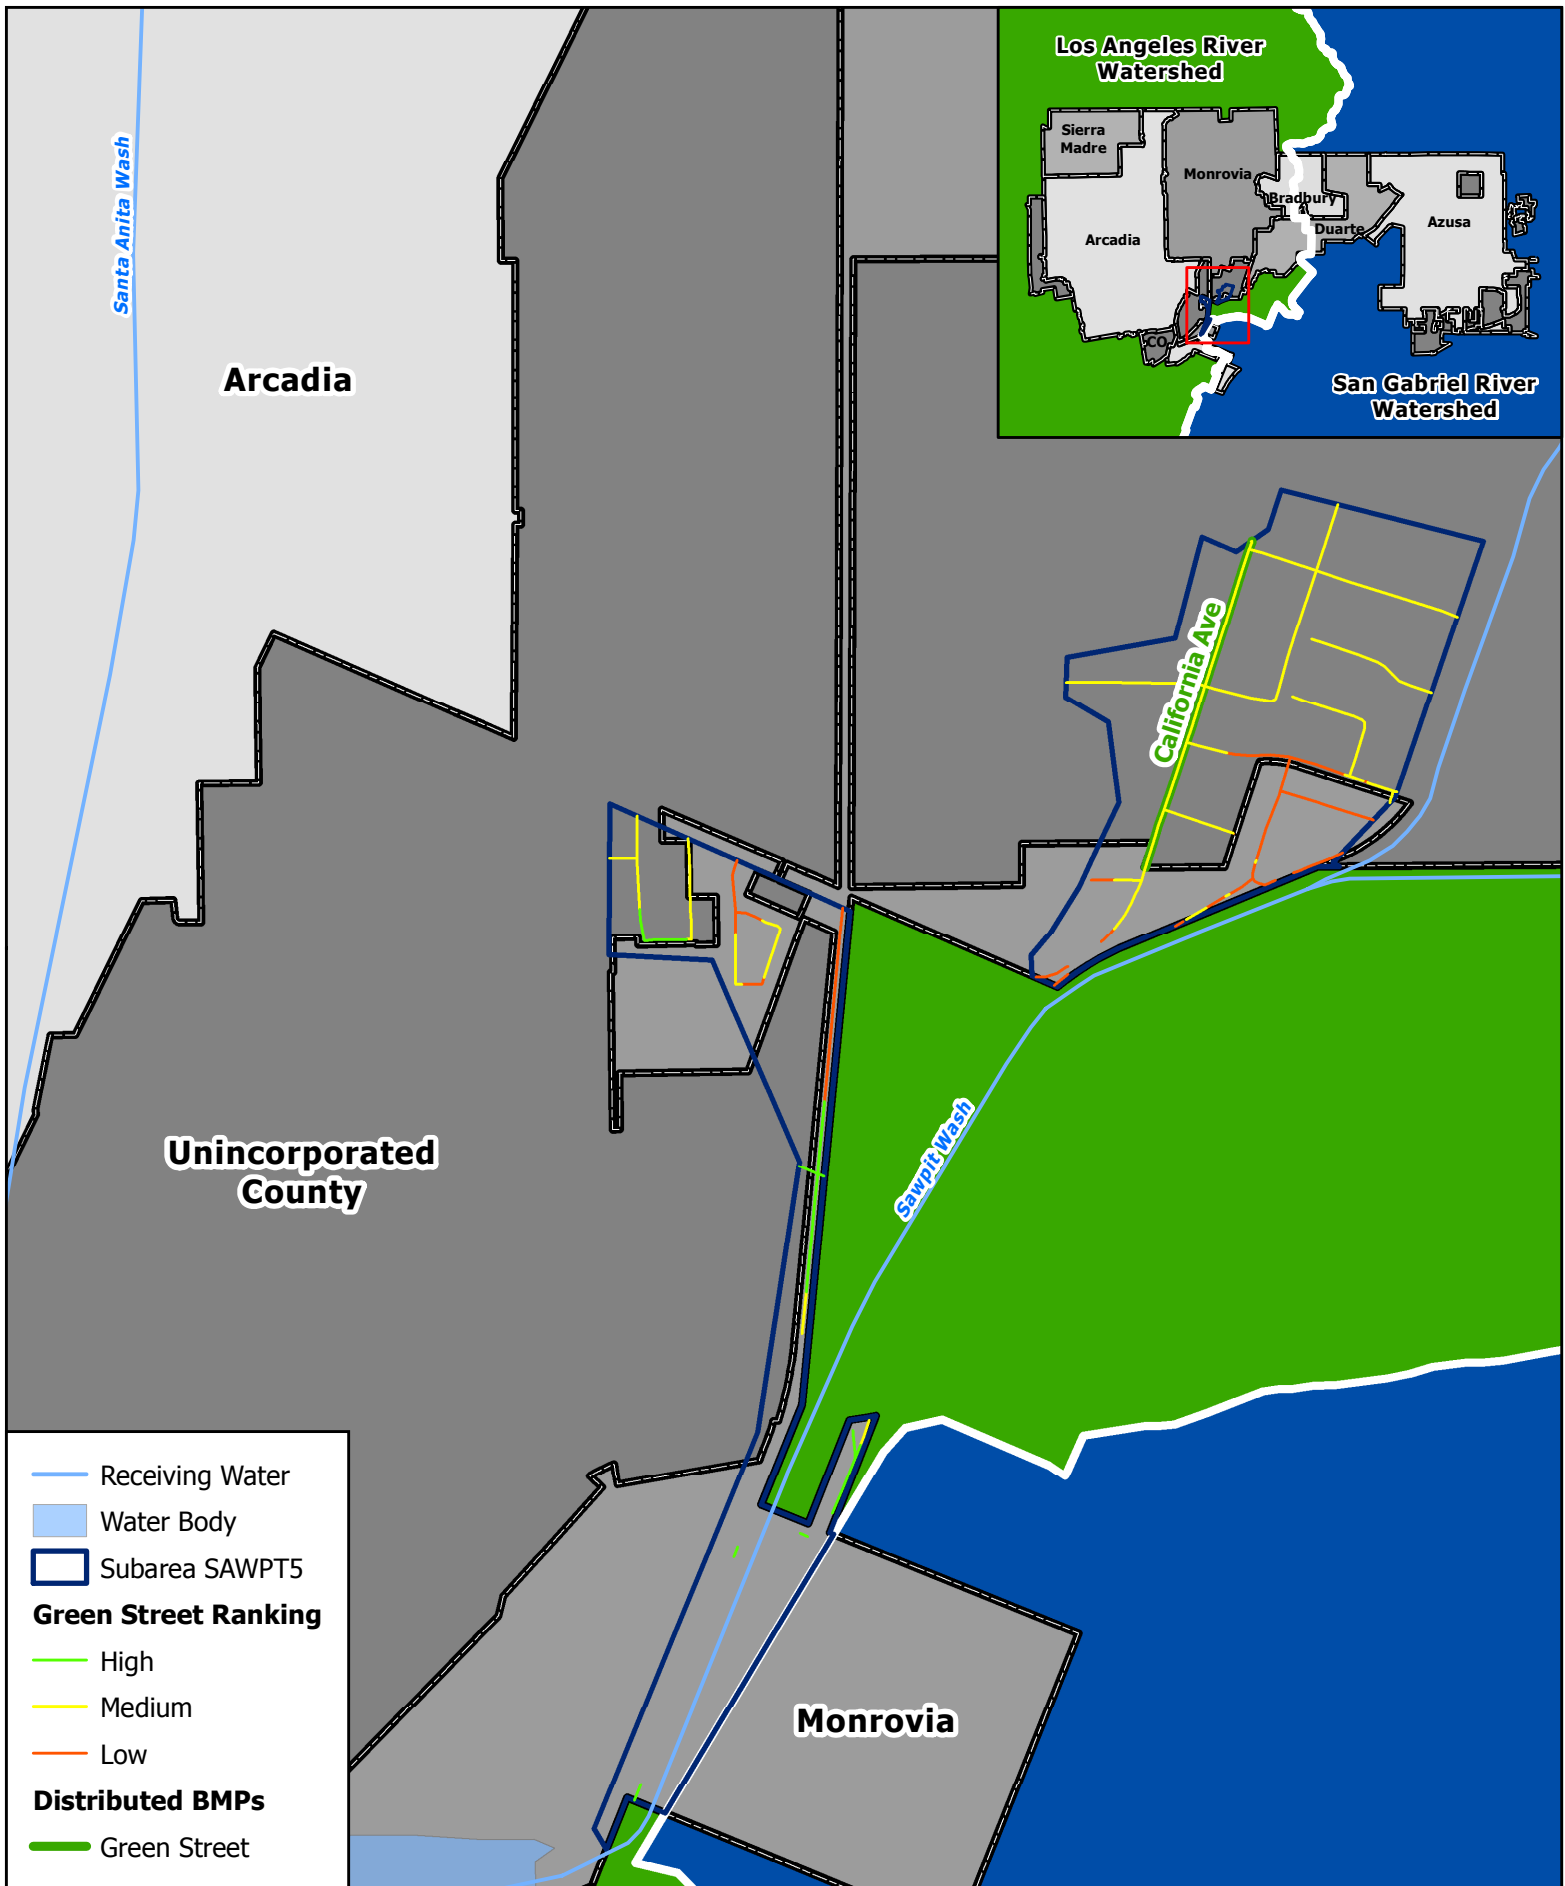 Los Angeles River
Watershed
Sierra
Madre
Monrovia
Bradbury
Duarte
Azusa
Arcadia
CO
San Gabriel River
Watershed
Santa Anita Wash
Arcadia
California Ave
Unincorporated
County
Sawpit Wash
Monrovia
Receiving Water
Water Body
Subarea SAWPT5
Green Street Ranking
High
Medium
Low
Distributed BMPs
Green Street